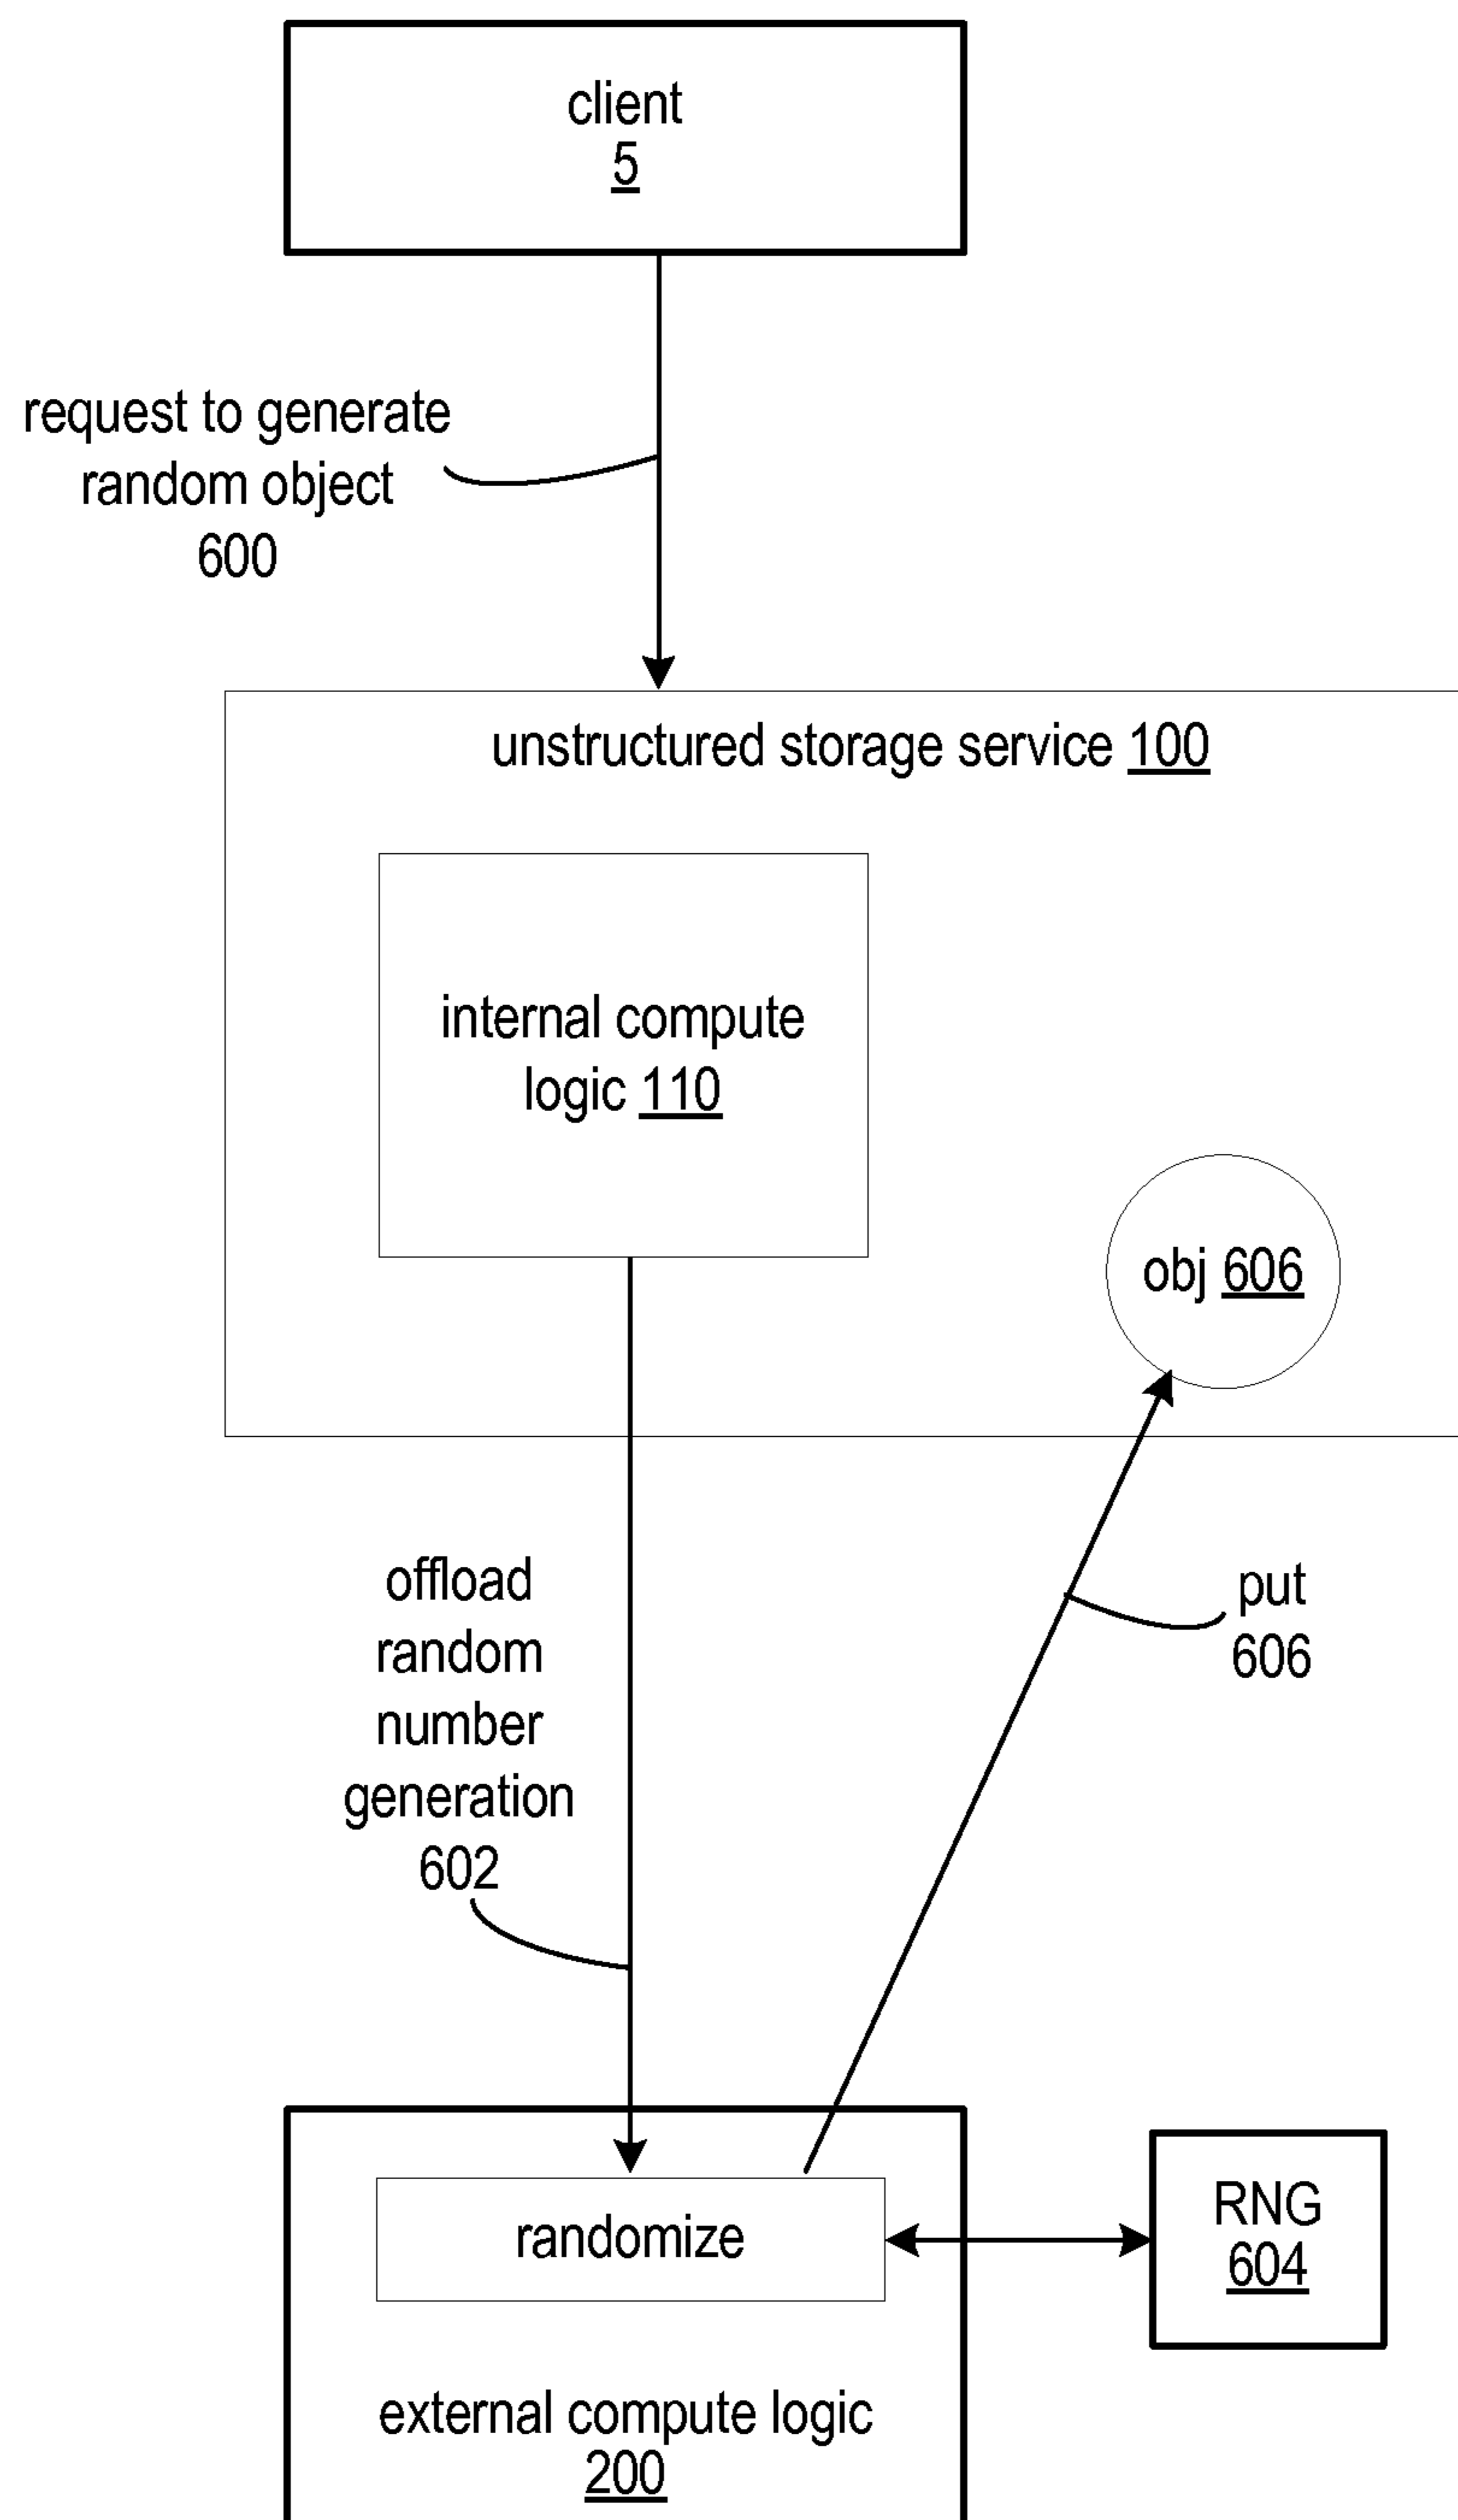 client
5
request to generate
random object
600
unstructured storage service 100
internal compute
logic 110
obj 606
offload
random
number
generation
602
put
606
randomize
RNG
604
external compute logic
200